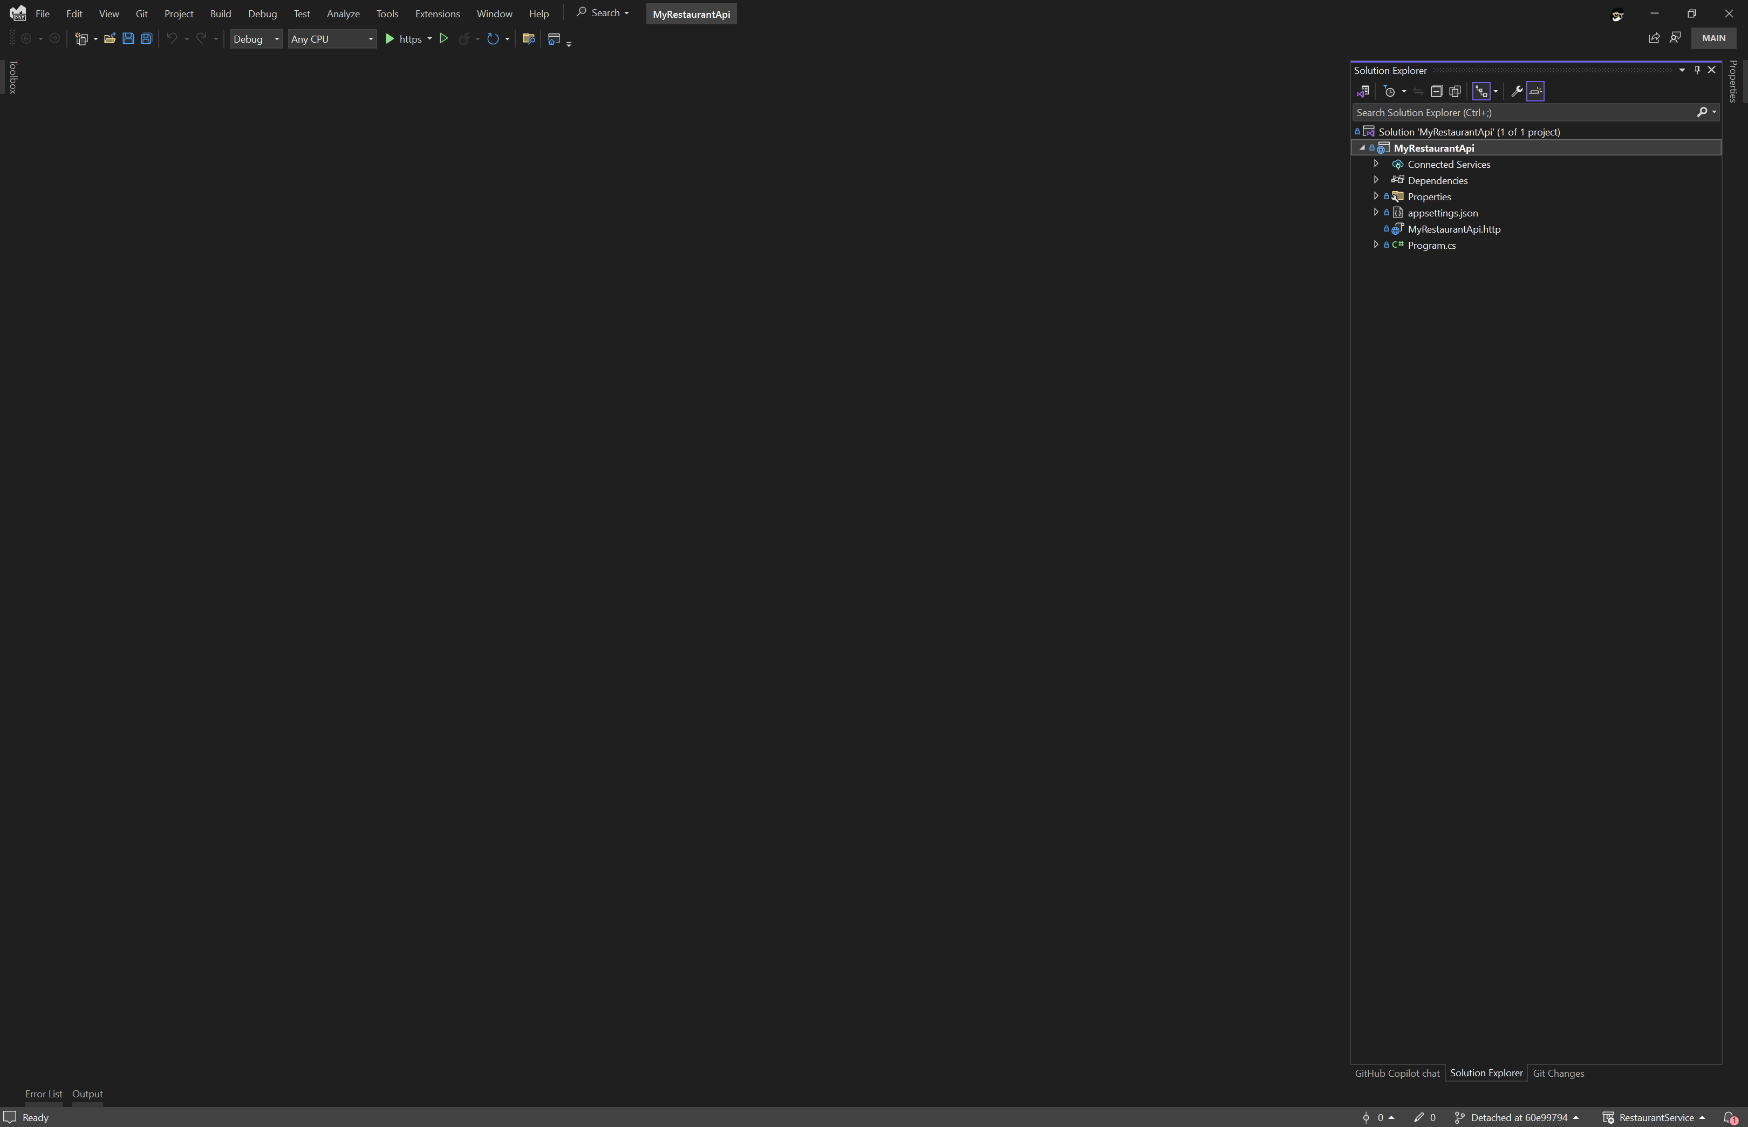 File Edit View Git Project Build Debug Test Analyze Tools Extensions Window Help Search MyRestaurantApi
Debug Any CPU https MAIN
Toolbox
Solution Explorer
Properties
Search Solution Explorer (Ctrl+;)
Solution 'MyRestaurantApi' (1 of 1 project)
MyRestaurantApi
Connected Services
Dependencies
Properties
appsettings.json
MyRestaurantApi.http
C# Program.cs
GitHub Copilot chat Solution Explorer Git Changes
Error List Output
Ready 0 0 Detached at 60e99794 RestaurantService 1